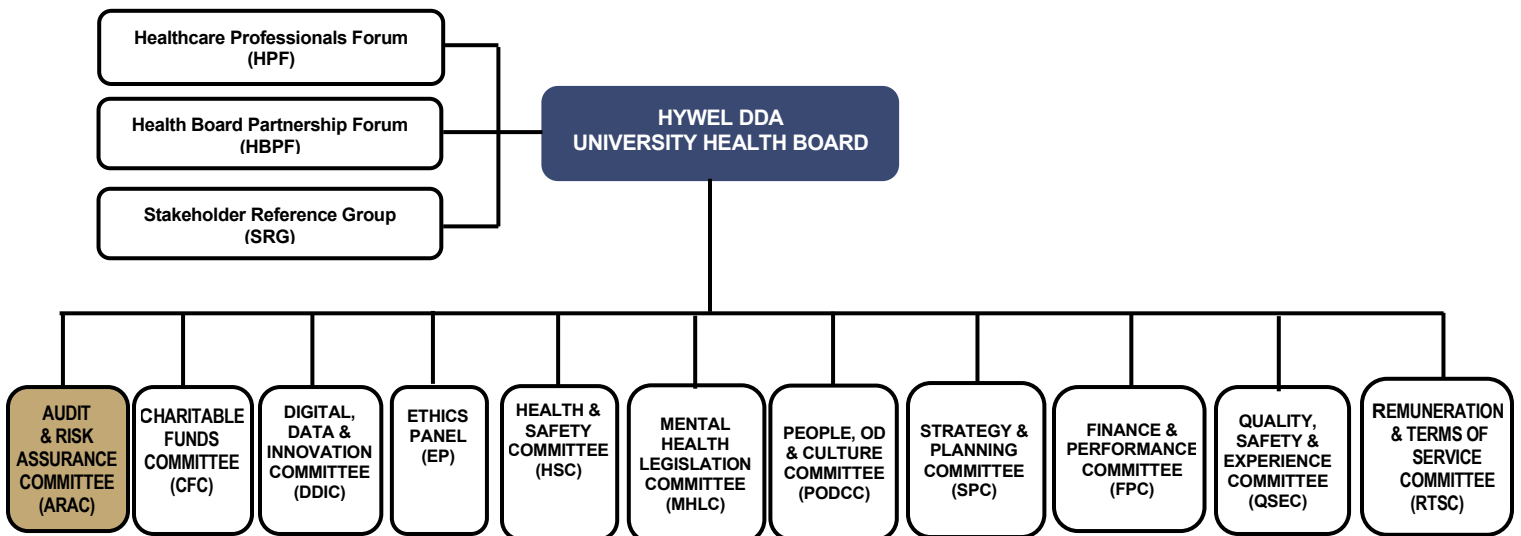 Healthcare Professionals Forum
(HPF)
Health Board Partnership Forum
(HBPF)
Stakeholder Reference Group
(SRG)
HYWEL DDA
UNIVERSITY HEALTH BOARD
AUDIT
& RISK
ASSURANCE
COMMITTEE
(ARAC)
CHARITABLE
FUNDS
COMMITTEE
(CFC)
DIGITAL,
DATA &
INNOVATION
COMMITTEE
(DDIC)
ETHICS
PANEL
(EP)
HEALTH &
SAFETY
COMMITTEE
(HSC)
MENTAL
HEALTH
LEGISLATION
COMMITTEE
(MHLC)
PEOPLE, OD
& CULTURE
COMMITTEE
(PODCC)
STRATEGY &
PLANNING
COMMITTEE
(SPC)
FINANCE &
PERFORMANCE
COMMITTEE
(FPC)
QUALITY,
SAFETY &
EXPERIENCE
COMMITTEE
(QSEC)
REMUNERATION
& TERMS OF
SERVICE
COMMITTEE
(RTSC)